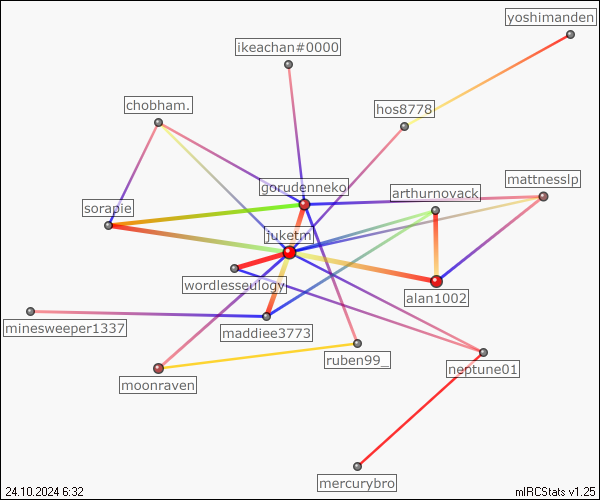 yoshimanden
ikeachan#0000
chobham.
hos8778
mattnesslp
gorudenneko
arthurnovack
sorapie
juketm
wordlesseulogy
alan1002
minesweeper1337
maddiee3773
ruben99_
neptune01
moonraven
mercurybro
24.10.2024 6:32
mIRCStats v1.25